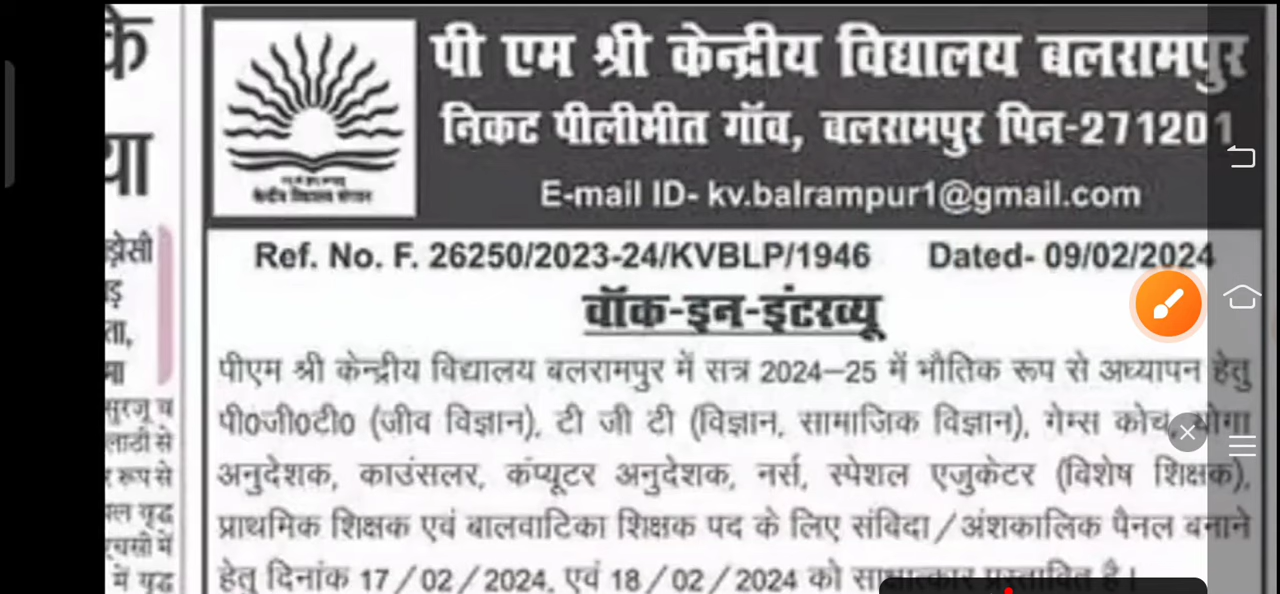 के
या
पी एम श्री केन्द्रीय विद्यालय बलरामपुर
निकट पीलीभीत गॉव, बलरामपुर पिन-271201
केन्द्रीय विद्यालय संगठन
E-mail ID- kv.balrampur1@gmail.com
Ref. No. F. 26250/2023-24/KVBLP/1946 Dated- 09/02/2024
वॉक-इन-इंटरव्यू
पीएम श्री केन्द्रीय विद्यालय बलरामपुर में सत्र 2024–25 में भौतिक रूप से अध्यापन हेतु
पी0जी0टी0 (जीव विज्ञान), टी जी टी (विज्ञान, सामाजिक विज्ञान), गेम्स कोच, योगा
अनुदेशक, काउंसलर, कंप्यूटर अनुदेशक, नर्स, स्पेशल एजुकेटर (विशेष शिक्षक),
प्राथमिक शिक्षक एवं बालवाटिका शिक्षक पद के लिए संविदा/अंशकालिक पैनल बनाने
हेतु दिनांक 17/02/2024, एवं 18/02/2024 को साक्षात्कार प्रस्तावित है।
ता,
लाठी से
रूप से
में वृद्ध